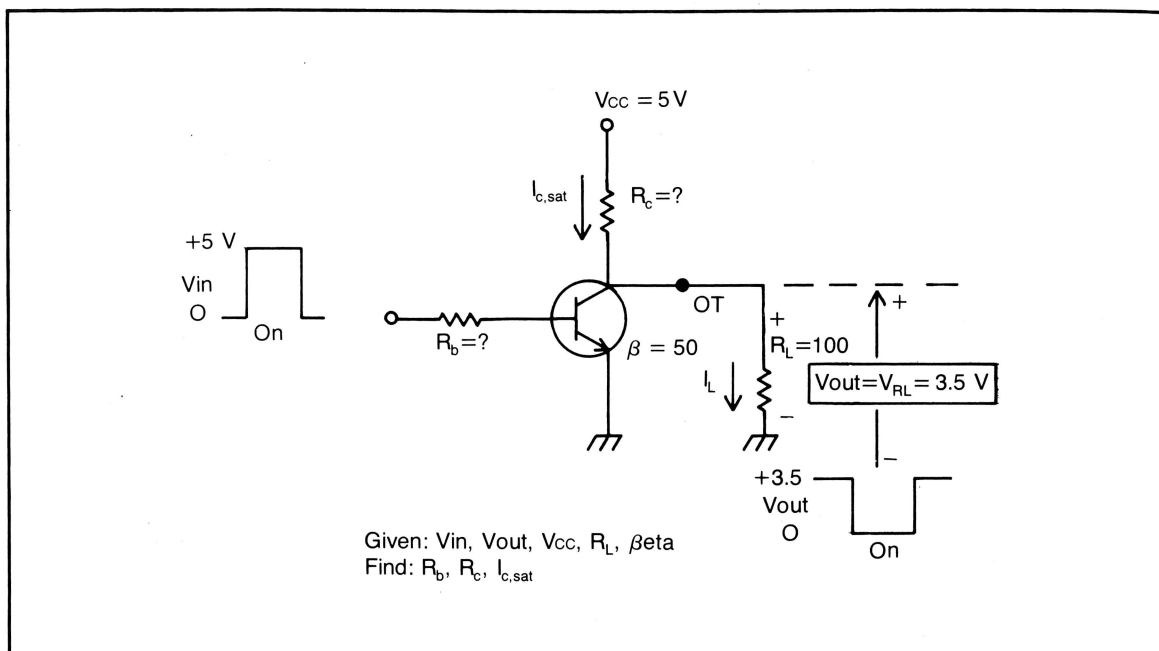 VCC = 5 V
Ic,sat
Rc=?
+5 V
Vin
O
On
Rb=?
β = 50
OT
+
RL=100
IL
−
+
Vout=VRL= 3.5 V
−
+3.5
Vout
O
On
Given: Vin, Vout, VCC, RL, βeta
Find: Rb, Rc, Ic,sat